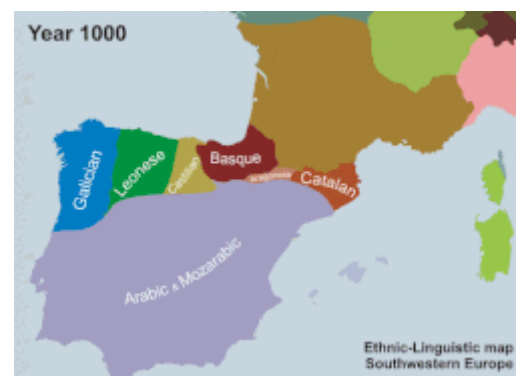 Year 1000
Galician
Leonese
Castilian
Basque
Aragonese
Catalan
Arabic & Mozarabic
Ethnic-Linguistic map
Southwestern Europe